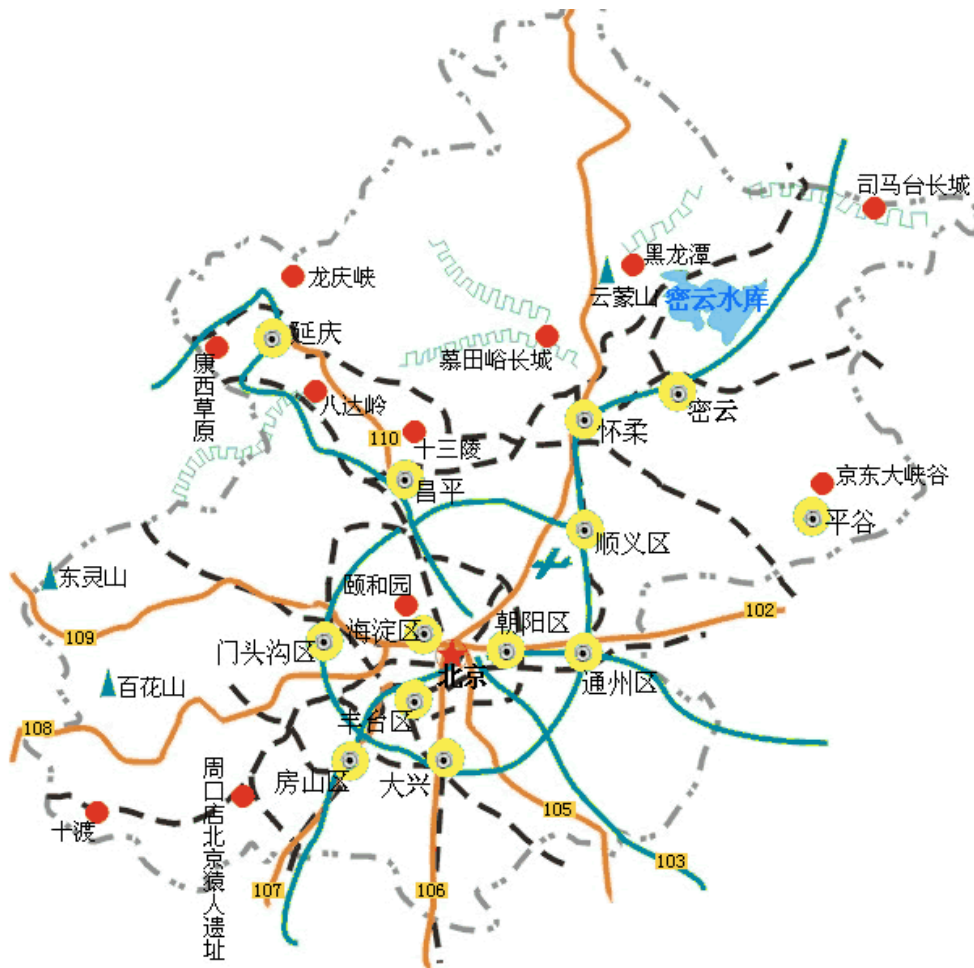 司马台长城
黑龙潭
龙庆峡
云蒙山
密云水库
延庆
慕田峪长城
康西草原
八达岭
密云
怀柔
110
十三陵
京东大峡谷
昌平
平谷
顺义区
东灵山
颐和园
102
朝阳区
海淀区
109
门头沟区
北京
通州区
百花山
丰台区
108
周口店北京猿人遗址
房山区
大兴
105
十渡
103
107
106